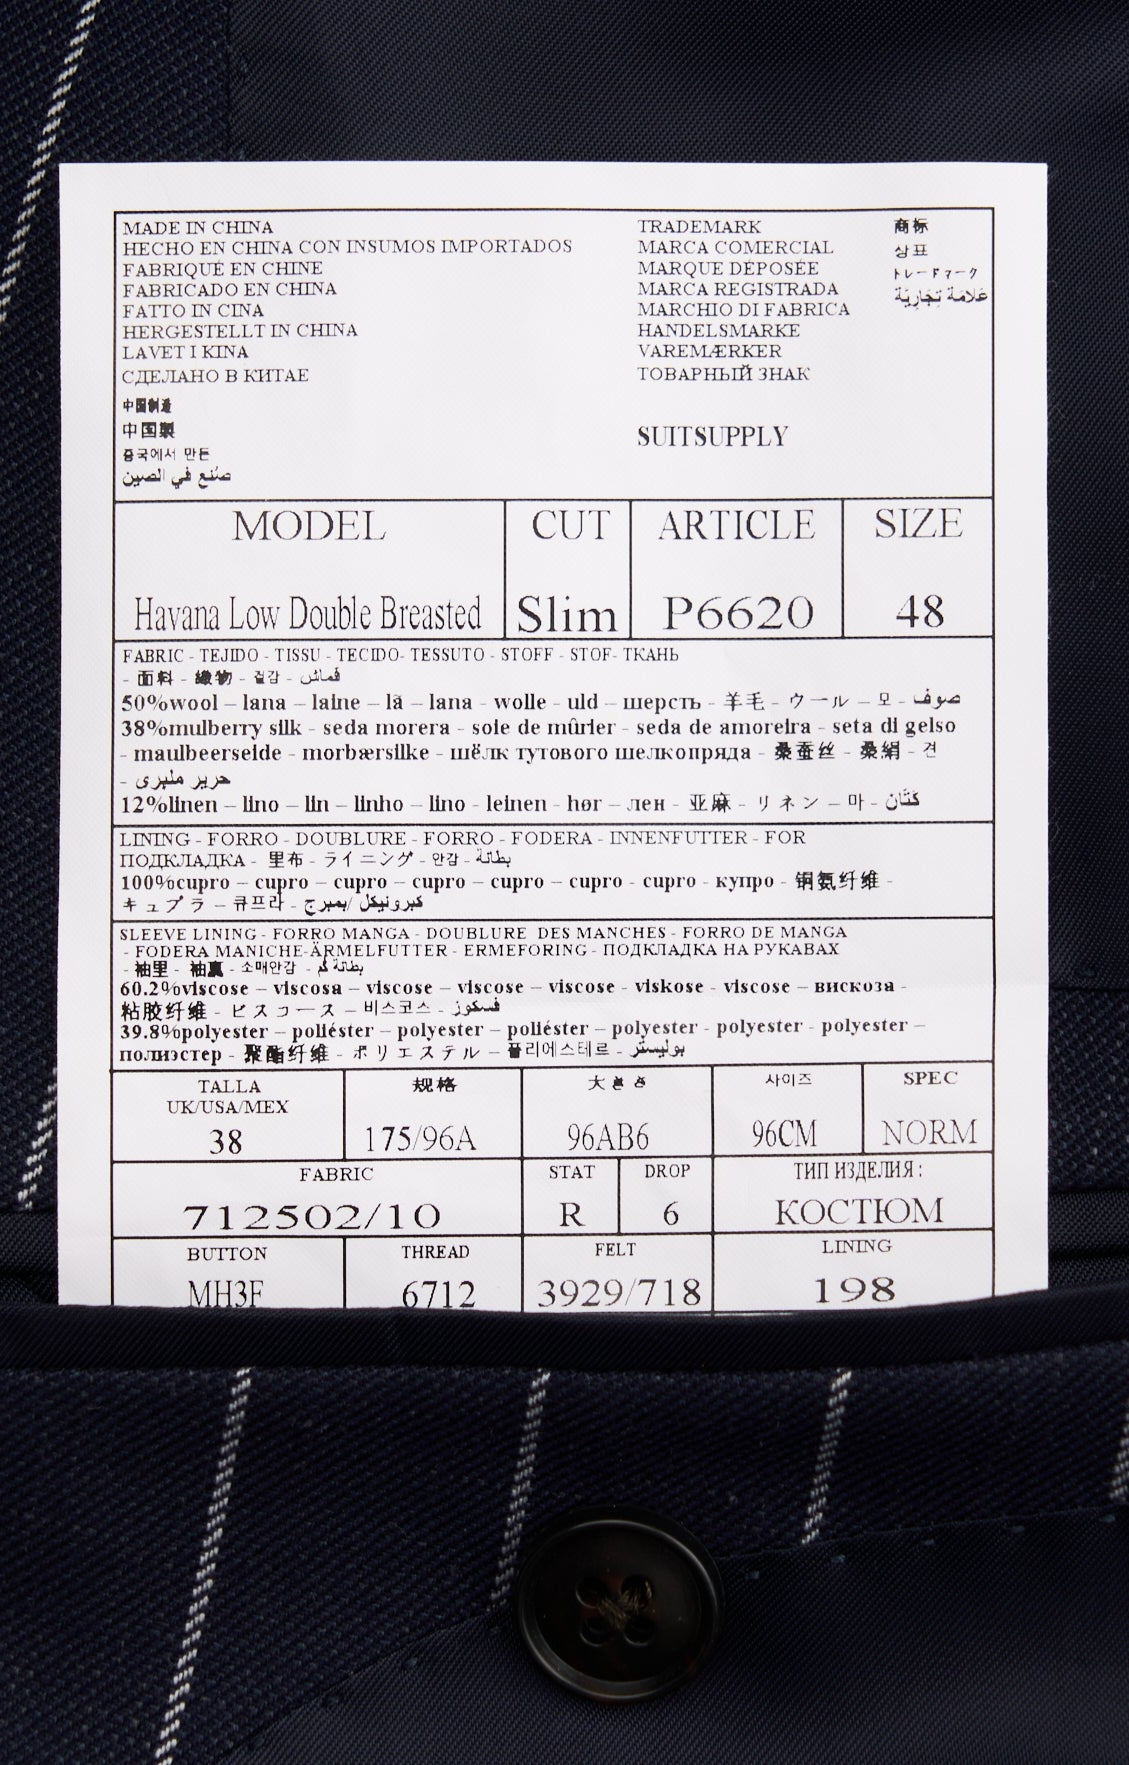 MADE IN CHINA
HECHO EN CHINA CON INSUMOS IMPORTADOS
FABRIQUÉ EN CHINE
FABRICADO EN CHINA
FATTO IN CINA
HERGESTELLT IN CHINA
LAVET I KINA
СДЕЛАНО В КИТАЕ
中国制造
中国製
중국에서 만든
صُنع في الصين
TRADEMARK
MARCA COMERCIAL
MARQUE DÉPOSÉE
MARCA REGISTRADA
MARCHIO DI FABRICA
HANDELSMARKE
VAREMÆRKER
ТОВАРНЫЙ ЗНАК
商标
상표
トレードマーク
عَلامَة تِجَارِيَّة
SUITSUPPLY
MODEL CUT ARTICLE SIZE
Havana Low Double Breasted Slim P6620 48
FABRIC - TEJIDO - TISSU - TECIDO- TESSUTO - STOFF - STOF- ТКАНЬ
- 面料 - 織物 - 겉감 - قماش
50%wool – lana – laine – lã – lana - wolle - uld – шерсть - 羊毛 - ウール – 모 - صوف
38%mulberry silk - seda morera - soie de mûrier - seda de amoreira - seta di gelso
- maulbeerseide - morbærsilke - шёлк тутового шелкопряда - 桑蚕丝 - 桑絹 - 견
- حرير ملبرى
12%linen – lino – lin – linho – lino - leinen - hør – лен - 亚麻 - リネン – 마 - كَتَّان
LINING - FORRO - DOUBLURE - FORRO - FODERA - INNENFUTTER - FOR
ПОДКЛАДКА - 里布 - ライニング - 안감 - بطانة
100%cupro – cupro – cupro – cupro – cupro – cupro - cupro - купро - 铜氨纤维 -
キュプラ – 큐프라 - كبرونيكل /بمبرج
SLEEVE LINING - FORRO MANGA - DOUBLURE DES MANCHES - FORRO DE MANGA
- FODERA MANICHE-ÄRMELFUTTER - ERMEFORING - ПОДКЛАДКА НА РУКАВАХ
- 袖里 - 袖裏 - 소매안감 - بطانة كم
60.2%viscose – viscosa – viscose – viscose – viscose - viskose - viscose – вискоза -
粘胶纤维 - ビスコース – 비스코스 - فسكوز
39.8%polyester – poliéster – polyester – poliéster – polyester - polyester - polyester –
полиэстер - 聚酯纤维 - ポリエステル – 폴리에스테르 - بوليستر
TALLA 规格 大きさ 사이즈 SPEC
UK/USA/MEX
38 175/96A 96AB6 96CM NORM
FABRIC STAT DROP ТИП ИЗДЕЛИЯ :
712502/10 R 6 КОСТЮМ
BUTTON THREAD FELT LINING
MH3F 6712 3929/718 198